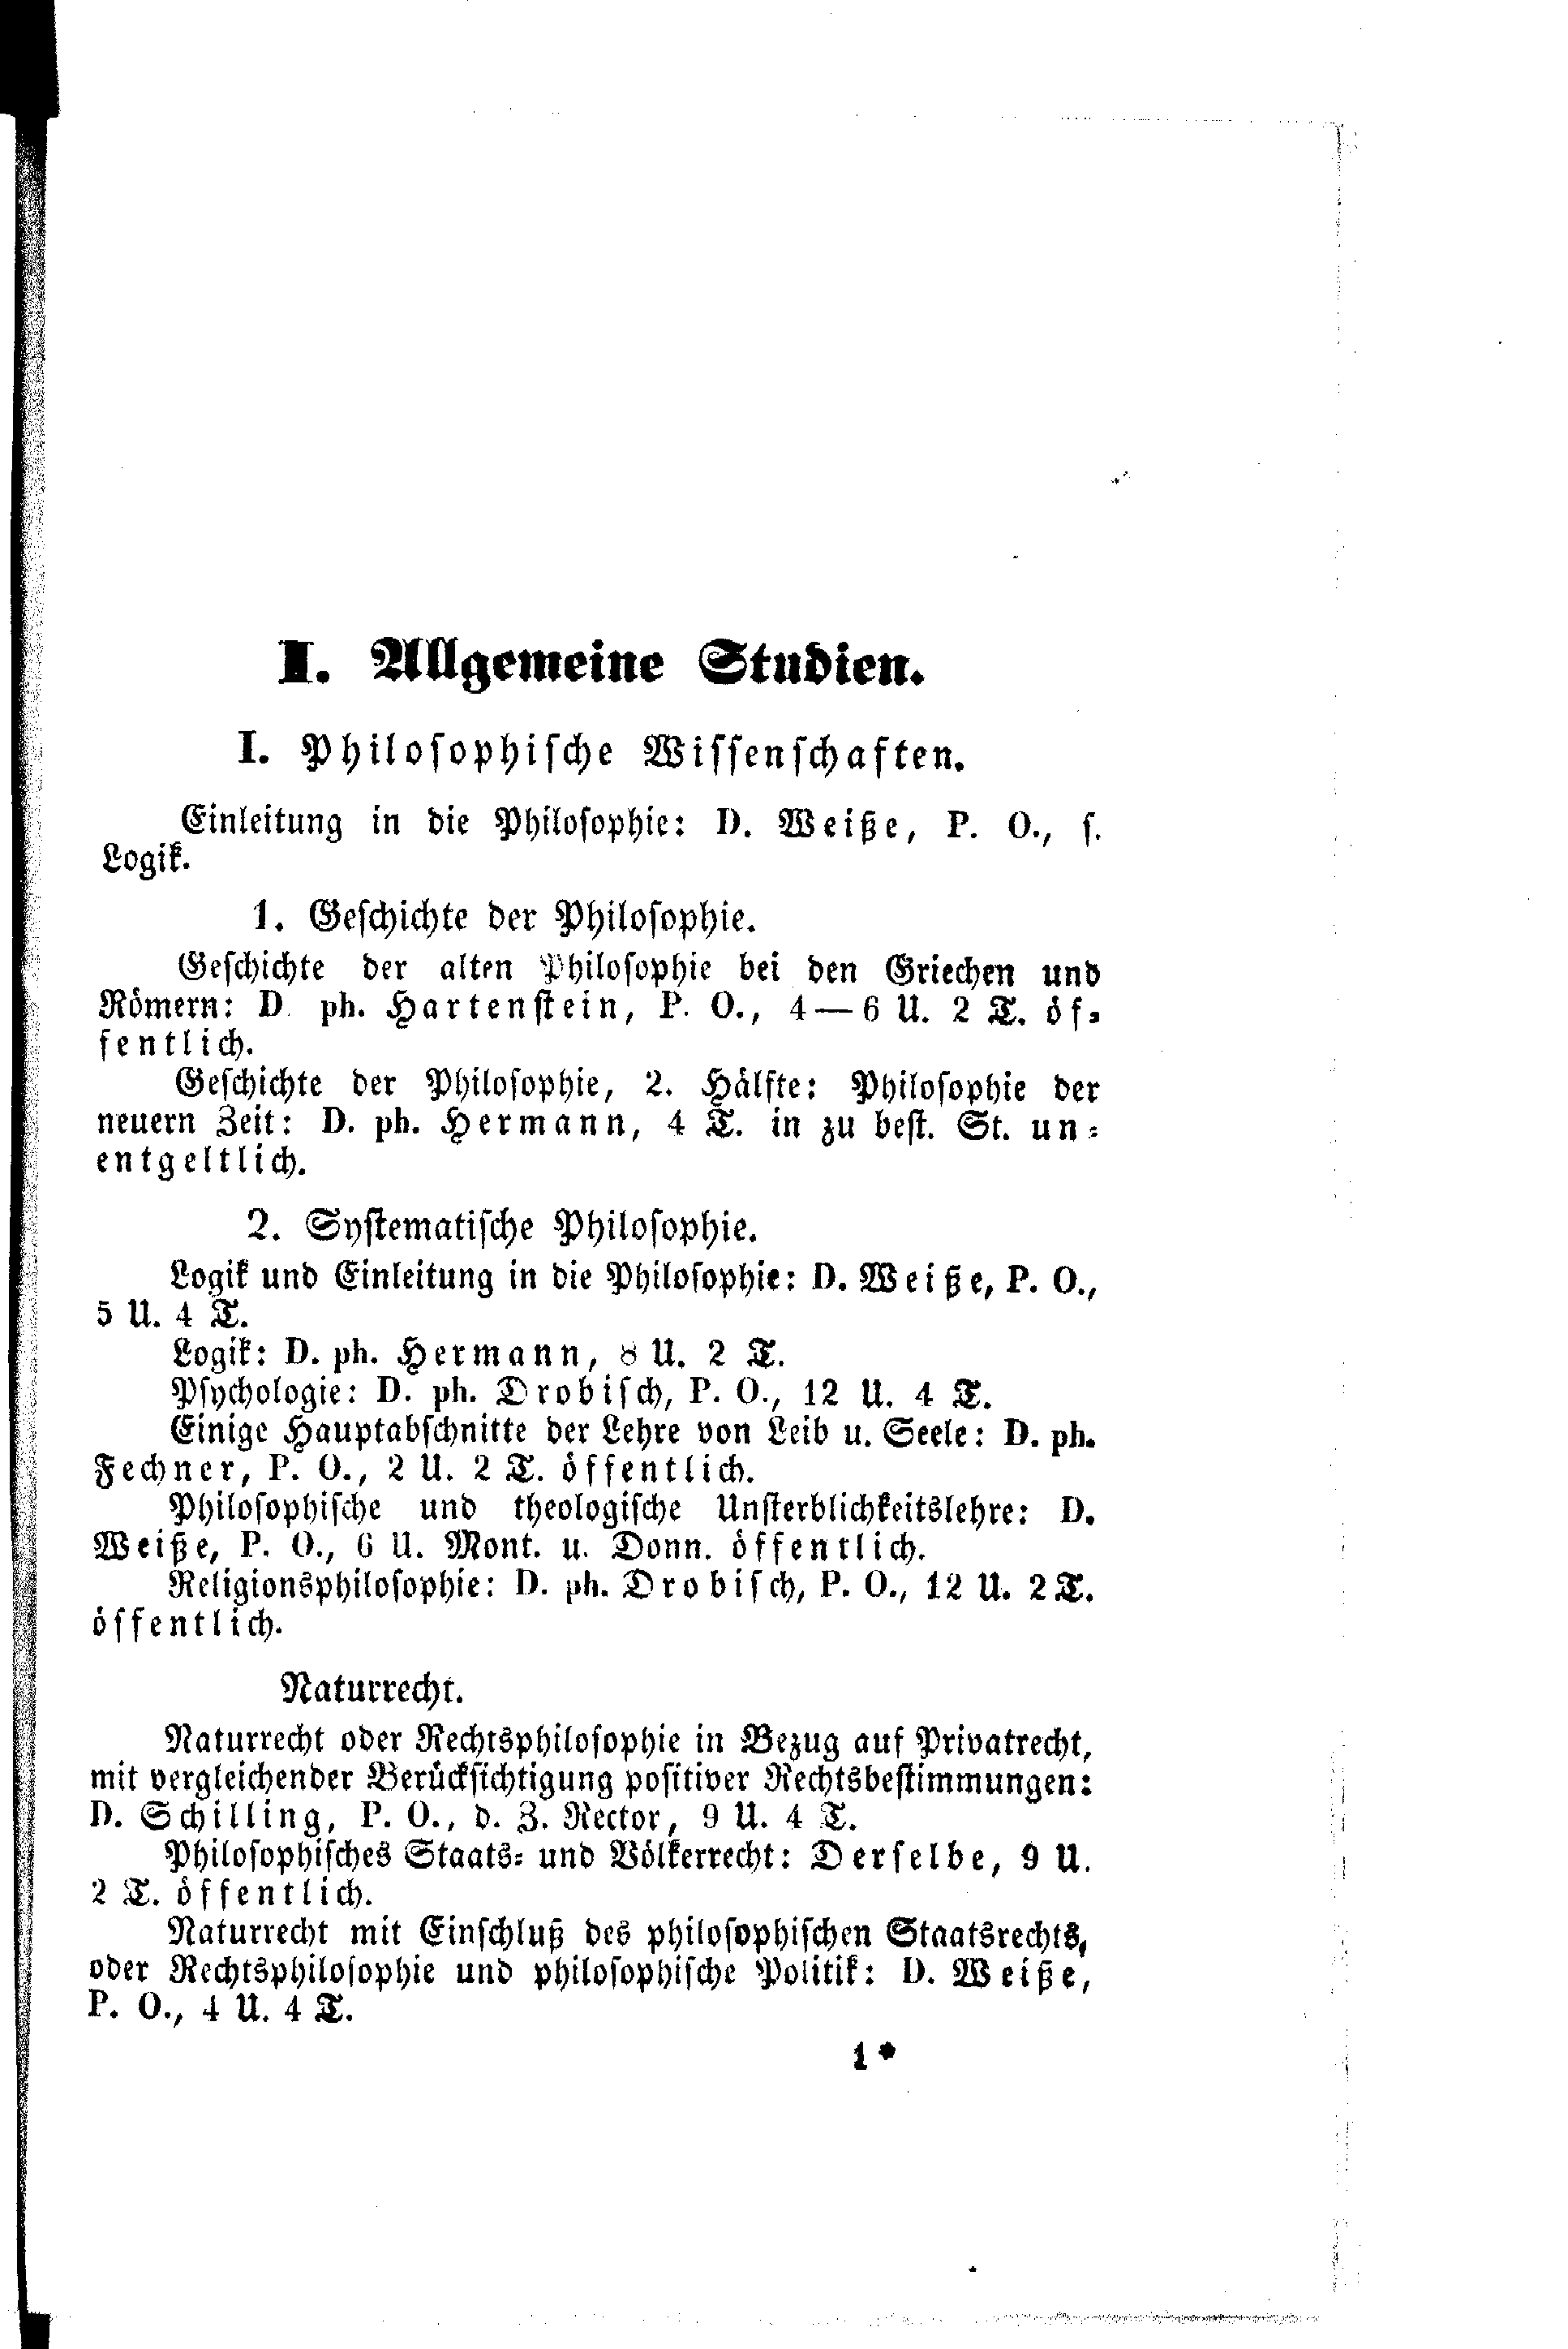 I. Allgemeine Studien.
I. Philosophische Wissenschaften.
Einleitung in die Philosophie: D. Weiße, P. O., s.
Logik.
1. Geschichte der Philosophie.
Geschichte der alten Philosophie bei den Griechen und
Römern: D. ph. Hartenstein, P. O., 4—6 U. 2 T. öf-
fentlich.
Geschichte der Philosophie, 2. Hälfte: Philosophie der
neuern Zeit: D. ph. Hermann, 4 T. in zu best. St. un-
entgeltlich.
2. Systematische Philosophie.
Logik und Einleitung in die Philosophie: D. Weiße, P. O.,
5 U. 4 T.
Logik: D. ph. Hermann, 8 U. 2 T.
Psychologie: D. ph. Drobisch, P. O., 12 U. 4 T.
Einige Hauptabschnitte der Lehre von Leib u. Seele: D. ph.
Fechner, P. O., 2 U. 2 T. öffentlich.
Philosophische und theologische Unsterblichkeitslehre: D.
Weiße, P. O., 6 U. Mont. u. Donn. öffentlich.
Religionsphilosophie: D. ph. Drobisch, P. O., 12 U. 2 T.
öffentlich.
Naturrecht.
Naturrecht oder Rechtsphilosophie in Bezug auf Privatrecht,
mit vergleichender Berücksichtigung positiver Rechtsbestimmungen:
D. Schilling, P. O., d. Z. Rector, 9 U. 4 T.
Philosophisches Staats- und Völkerrecht: Derselbe, 9 U.
2 T. öffentlich.
Naturrecht mit Einschluß des philosophischen Staatsrechts,
oder Rechtsphilosophie und philosophische Politik: D. Weiße,
P. O., 4 U. 4 T.
1*